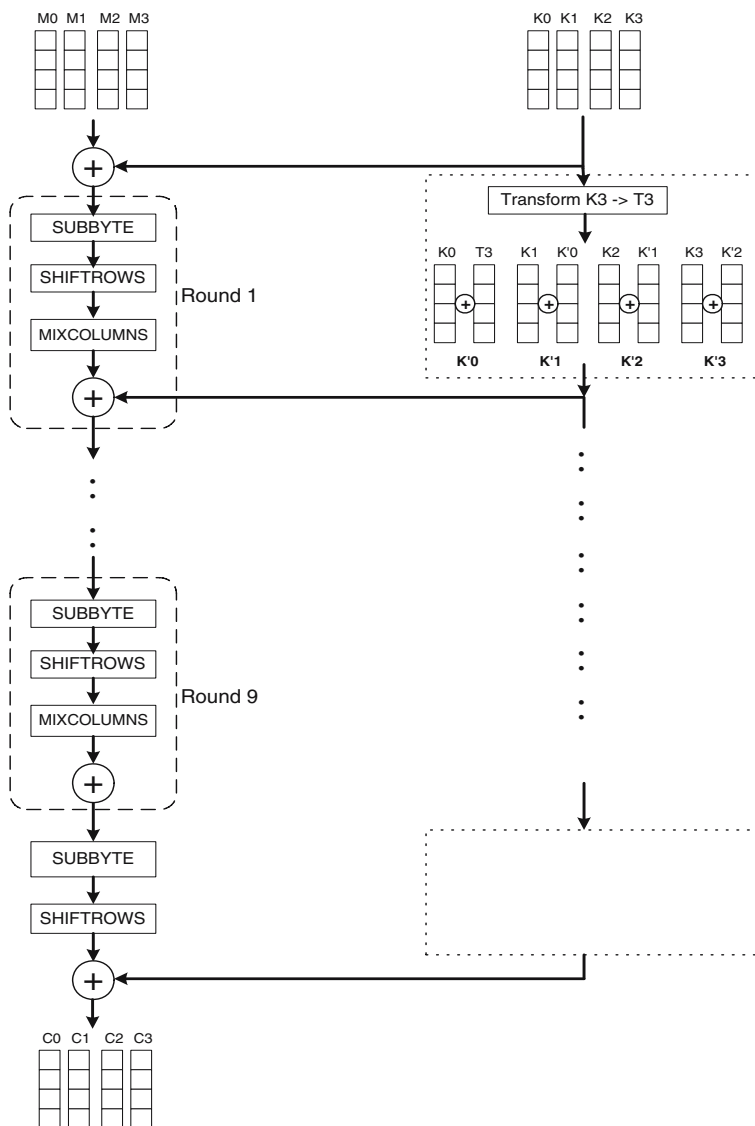 M0 M1 M2 M3
K0 K1 K2 K3
+
Transform K3 -> T3
SUBBYTE
SHIFTROWS
MIXCOLUMNS
+
Round 1
K0 T3 K1 K'0 K2 K'1 K3 K'2
+ + + +
K'0 K'1 K'2 K'3
SUBBYTE
SHIFTROWS
MIXCOLUMNS
+
Round 9
SUBBYTE
SHIFTROWS
+
C0 C1 C2 C3